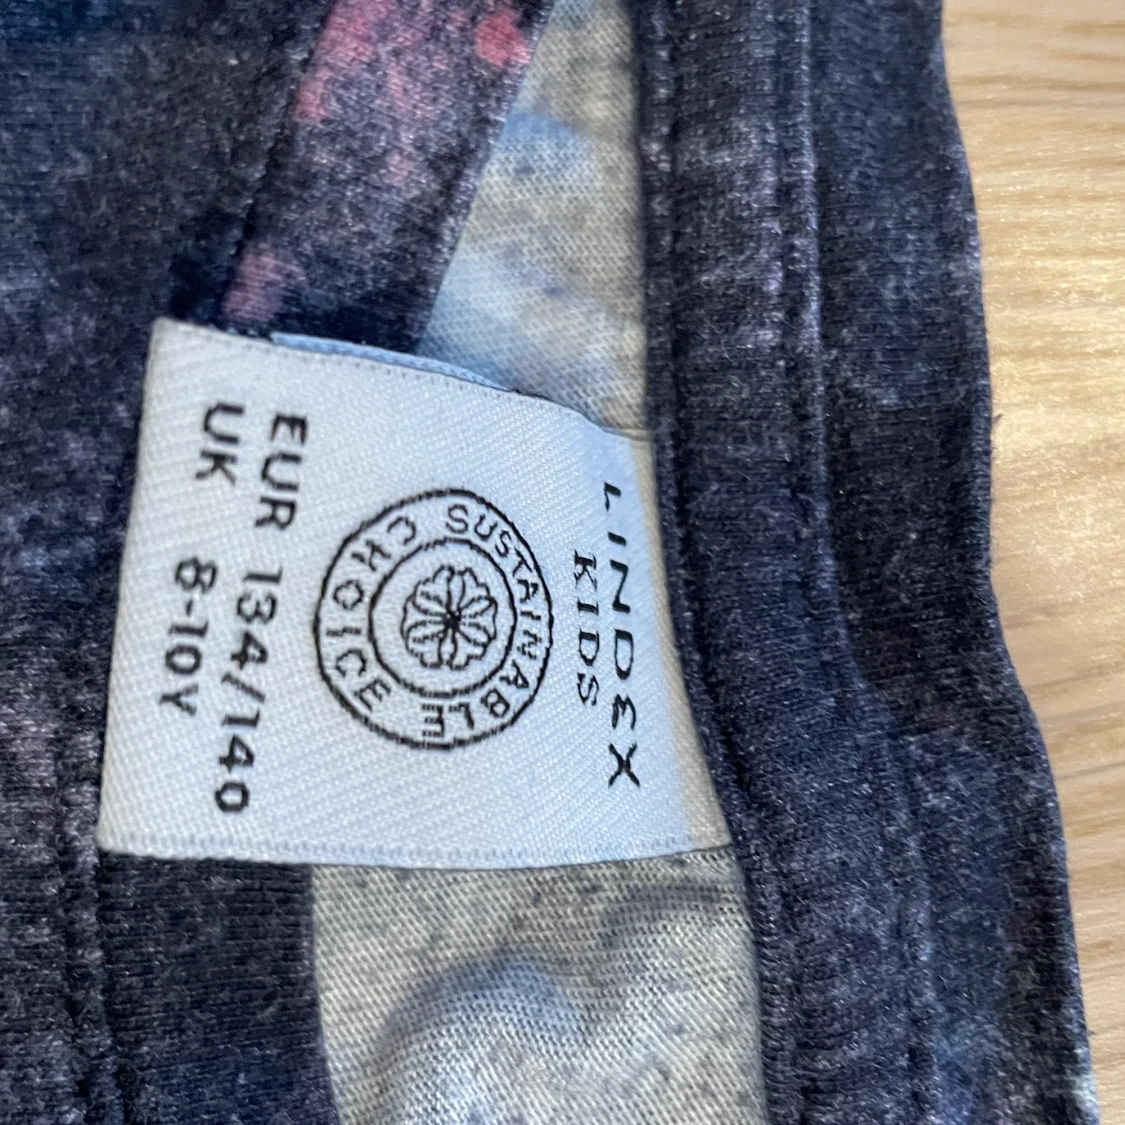 LINDEX
KIDS
SUSTAINABLE CHOICE
EUR 134/140
UK 8-10Y